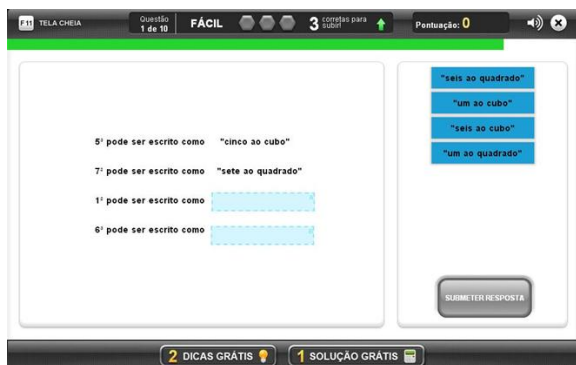 F11 TELA CHEIA
Questão
1 de 10
FÁCIL
3 corretas para subir!
Pontuação: 0
"seis ao quadrado"
"um ao cubo"
"seis ao cubo"
"um ao quadrado"
5³ pode ser escrito como "cinco ao cubo"
7² pode ser escrito como "sete ao quadrado"
pode ser escrito como
pode ser escrito como
SUBMETER RESPOSTA
2 DICAS GRÁTIS
1 SOLUÇÃO GRÁTIS